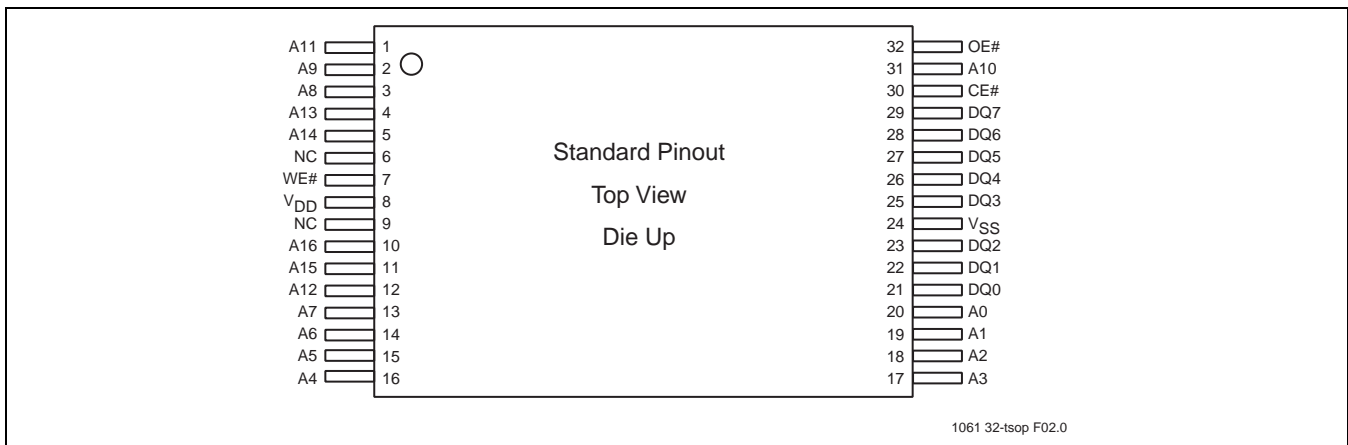 A11 1 32 OE#
A9 2 31 A10
A8 3 30 CE#
A13 4 29 DQ7
A14 5 28 DQ6
NC 6 27 DQ5
WE# 7 26 DQ4
VDD 8 25 DQ3
NC 9 24 VSS
A16 10 23 DQ2
A15 11 22 DQ1
A12 12 21 DQ0
A7 13 20 A0
A6 14 19 A1
A5 15 18 A2
A4 16 17 A3
Standard Pinout
Top View
Die Up
1061 32-tsop F02.0